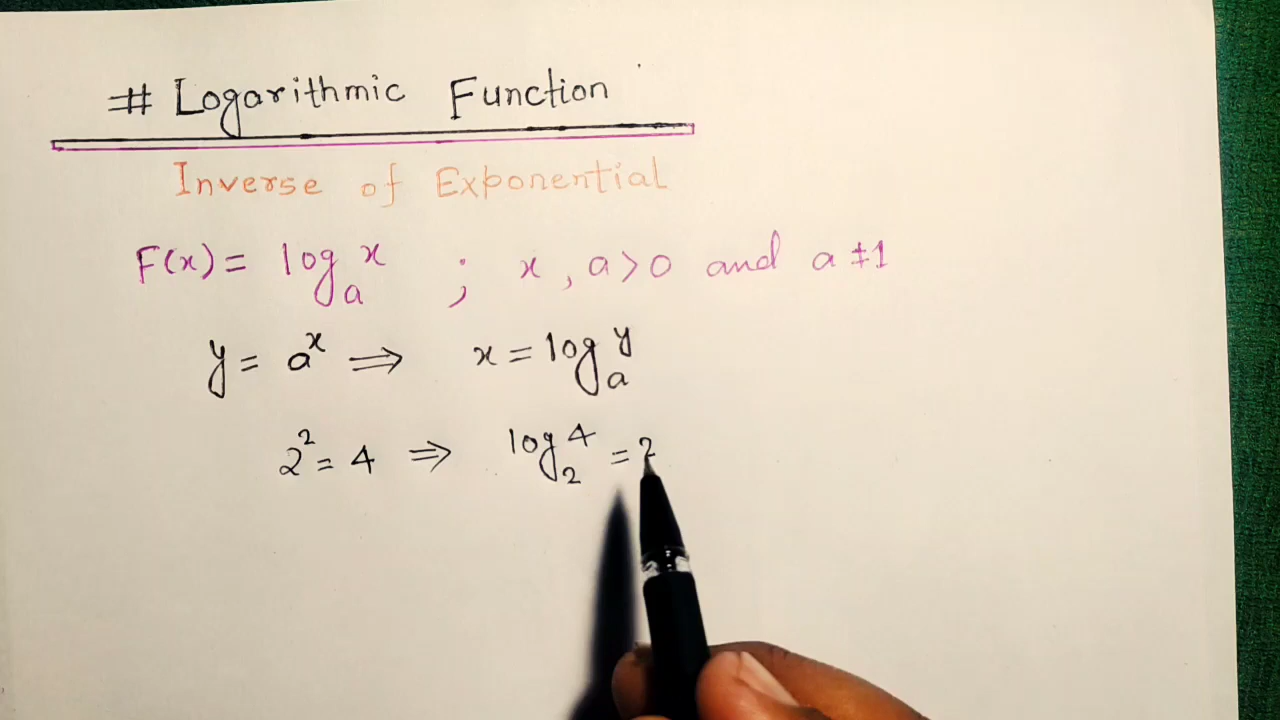 # Logarithmic Function
Inverse of Exponential
F(x) = log_a x ; x, a > 0 and a ≠ 1
y = a^x ⟹ x = log_a y
2^2 = 4 ⟹ log_2 4 = 2